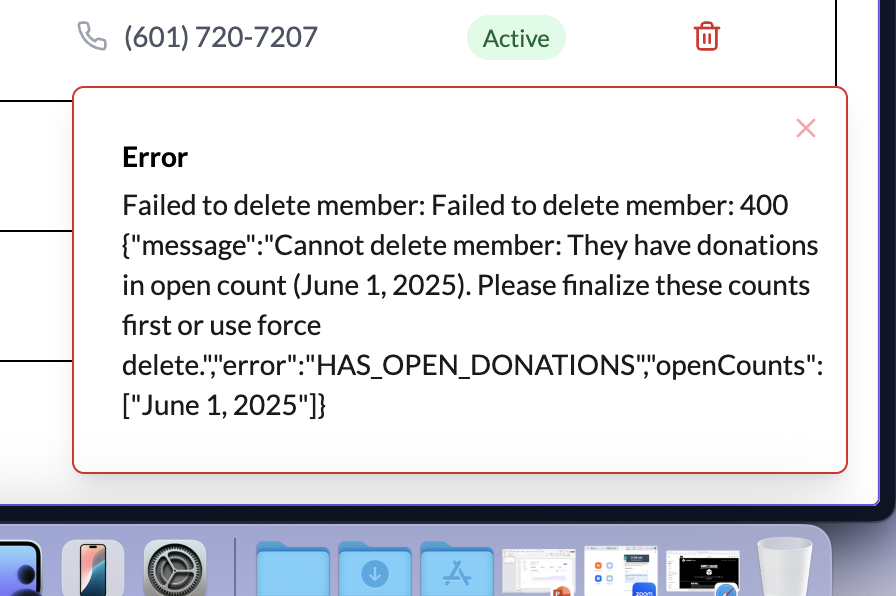 (601) 720-7207 Active
Error
Failed to delete member: Failed to delete member: 400
{"message":"Cannot delete member: They have donations
in open count (June 1, 2025). Please finalize these counts
first or use force
delete.","error":"HAS_OPEN_DONATIONS","openCounts":
["June 1, 2025"]}
zoom